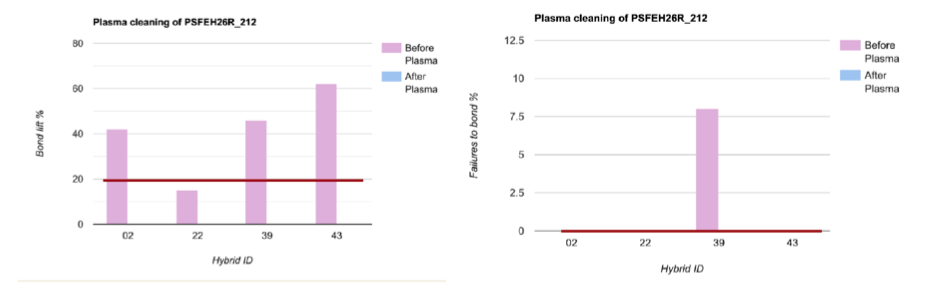 Plasma cleaning of PSFEH26R_212
80
60
40
20
0
Bond lift %
02 22 39 43
Hybrid ID
Before
Plasma
After
Plasma
Plasma cleaning of PSFEH26R_212
12.5
10
7.5
5
2.5
0
Failures to bond %
02 22 39 43
Hybrid ID
Before
Plasma
After
Plasma